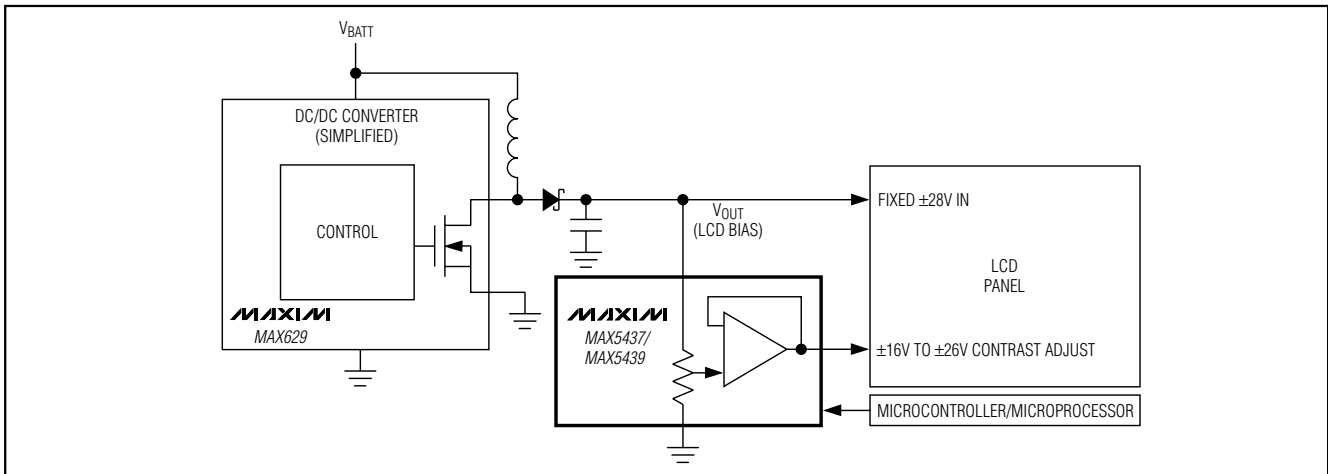 VBATT
DC/DC CONVERTER
(SIMPLIFIED)
CONTROL
MAXIM
MAX629
VOUT
(LCD BIAS)
MAXIM
MAX5437/
MAX5439
FIXED ±28V IN
LCD
PANEL
±16V TO ±26V CONTRAST ADJUST
MICROCONTROLLER/MICROPROCESSOR